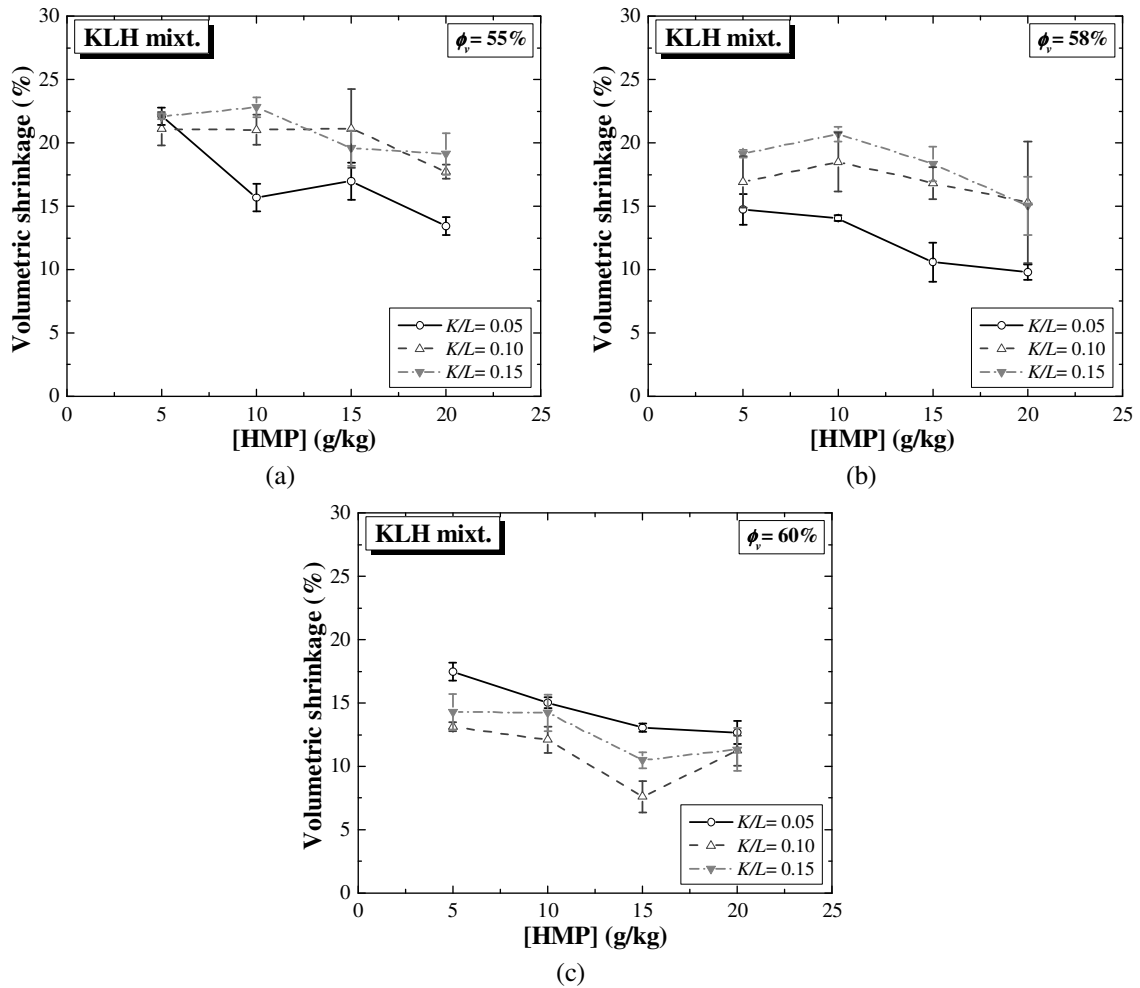 KLH mixt.
ϕv = 55%
Volumetric shrinkage (%)
30
25
20
15
10
5
0
K/L= 0.05
K/L= 0.10
K/L= 0.15
0 5 10 15 20 25
[HMP] (g/kg)
(a)
KLH mixt.
ϕv = 58%
Volumetric shrinkage (%)
30
25
20
15
10
5
0
K/L= 0.05
K/L= 0.10
K/L= 0.15
0 5 10 15 20 25
[HMP] (g/kg)
(b)
KLH mixt.
ϕv = 60%
Volumetric shrinkage (%)
30
25
20
15
10
5
0
K/L= 0.05
K/L= 0.10
K/L= 0.15
0 5 10 15 20 25
[HMP] (g/kg)
(c)